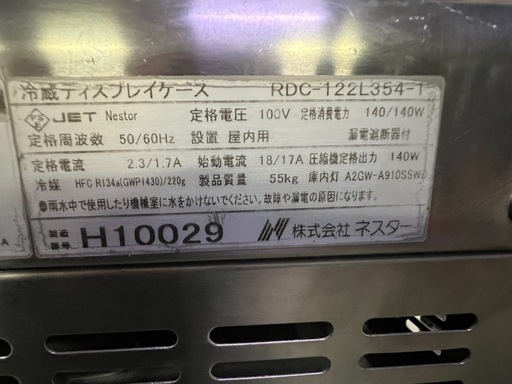 冷蔵ディスプレイケース RDC-122L354-1
PSE JET Nestor 定格電圧 100V 定格消費電力 140/140W
定格周波数 50/60Hz 設置 屋内用 漏電遮断器付
定格電流 2.3/1.7A 始動電流 18/17A 圧縮機定格出力 140W
冷媒 HFC R134a(GWP1430)/220g 製品質量 55kg 庫内灯 A2GW-A910SSW
●雨水中で使用したり機械室に水をかけないでください。故障や漏電の原因になります。
製造番号 H10029 株式会社 ネスター
A